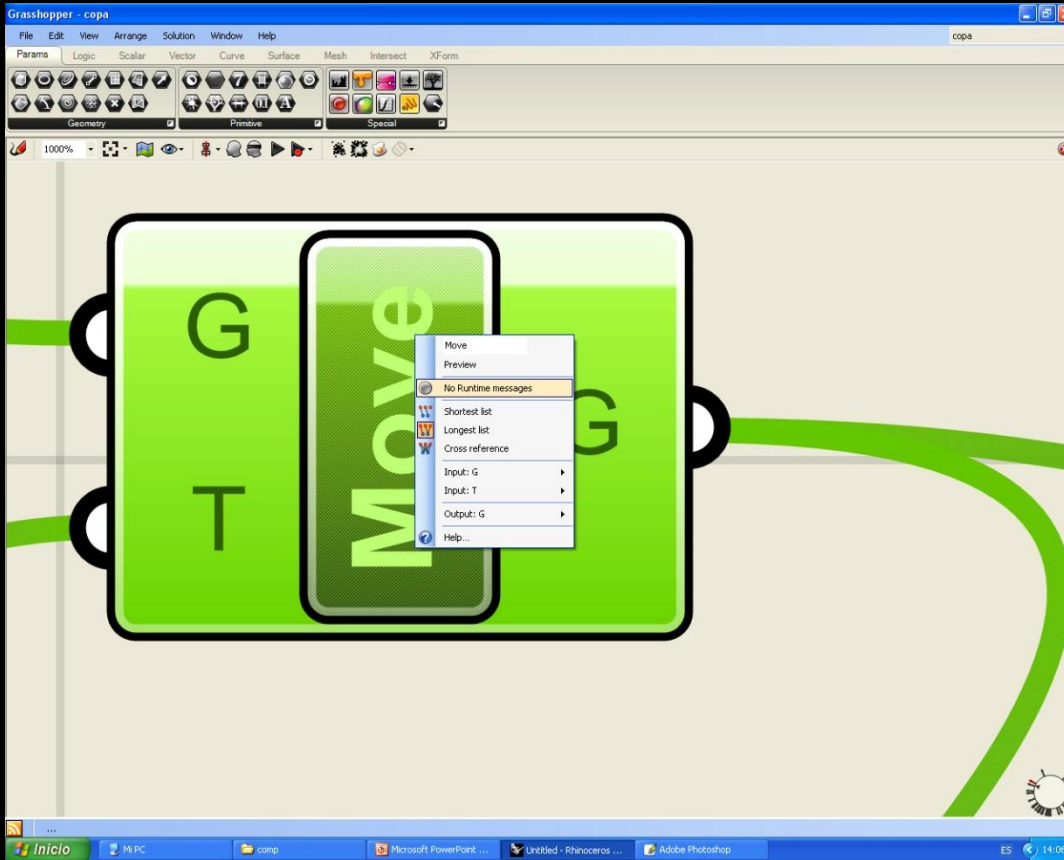 Grasshopper - copa
File Edit View Arrange Solution Window Help copa
Params Logic Scalar Vector Curve Surface Mesh Intersect XForm
Geometry Primitive Special
1000%
G
T
Move
G
Move
Preview
No Runtime messages
Shortest list
Longest list
Cross reference
Input: G
Input: T
Output: G
Help...
...
Inicio Mi PC comp Microsoft PowerPoint ... Untitled - Rhinoceros ... Adobe Photoshop ES